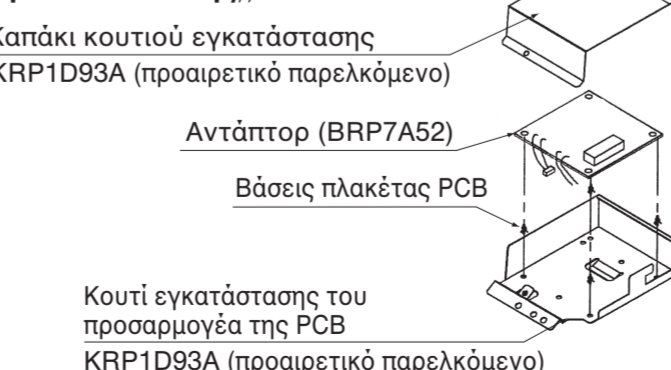 Καπάκι κουτιού εγκατάστασης
KRP1D93A (προαιρετικό παρελκόμενο)
Αντάπτορ (BRP7A52)
Βάσεις πλακέτας PCB
Κουτί εγκατάστασης του
προσαρμογέα της PCB
KRP1D93A (προαιρετικό παρελκόμενο)